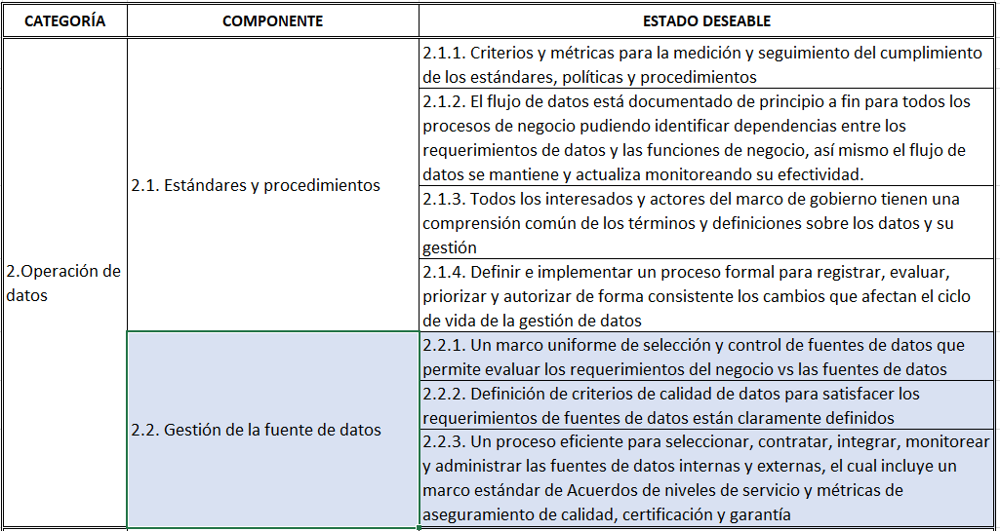 CATEGORÍA COMPONENTE ESTADO DESEABLE
2.Operación de
datos
2.1. Estándares y procedimientos
2.1.1. Criterios y métricas para la medición y seguimiento del cumplimiento
de los estándares, políticas y procedimientos
2.1.2. El flujo de datos está documentado de principio a fin para todos los
procesos de negocio pudiendo identificar dependencias entre los
requerimientos de datos y las funciones de negocio, así mismo el flujo de
datos se mantiene y actualiza monitoreando su efectividad.
2.1.3. Todos los interesados y actores del marco de gobierno tienen una
comprensión común de los términos y definiciones sobre los datos y su
gestión
2.1.4. Definir e implementar un proceso formal para registrar, evaluar,
priorizar y autorizar de forma consistente los cambios que afectan el ciclo
de vida de la gestión de datos
2.2. Gestión de la fuente de datos
2.2.1. Un marco uniforme de selección y control de fuentes de datos que
permite evaluar los requerimientos del negocio vs las fuentes de datos
2.2.2. Definición de criterios de calidad de datos para satisfacer los
requerimientos de fuentes de datos están claramente definidos
2.2.3. Un proceso eficiente para seleccionar, contratar, integrar, monitorear
y administrar las fuentes de datos internas y externas, el cual incluye un
marco estándar de Acuerdos de niveles de servicio y métricas de
aseguramiento de calidad, certificación y garantía